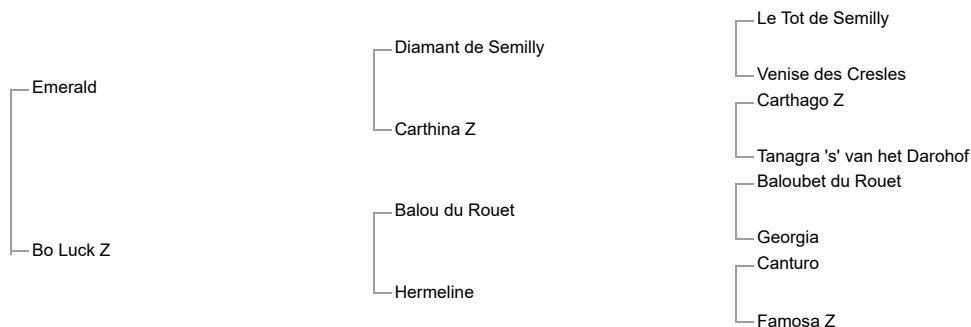 Le Tot de Semilly
Diamant de Semilly
Venise des Cresles
Emerald
Carthago Z
Carthina Z
Tanagra 's' van het Darohof
Baloubet du Rouet
Balou du Rouet
Georgia
Bo Luck Z
Canturo
Hermeline
Famosa Z